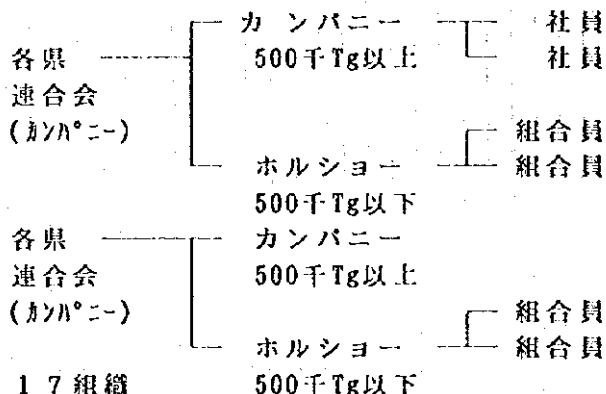 カンパニー 社員
各県 500千Tg以上 社員
連合会
(カンパニー) 組合員
ホルショー 組合員
500千Tg以下
各県 カンパニー
連合会 500千Tg以上
(カンパニー) 組合員
ホルショー 組合員
17組織 500千Tg以下